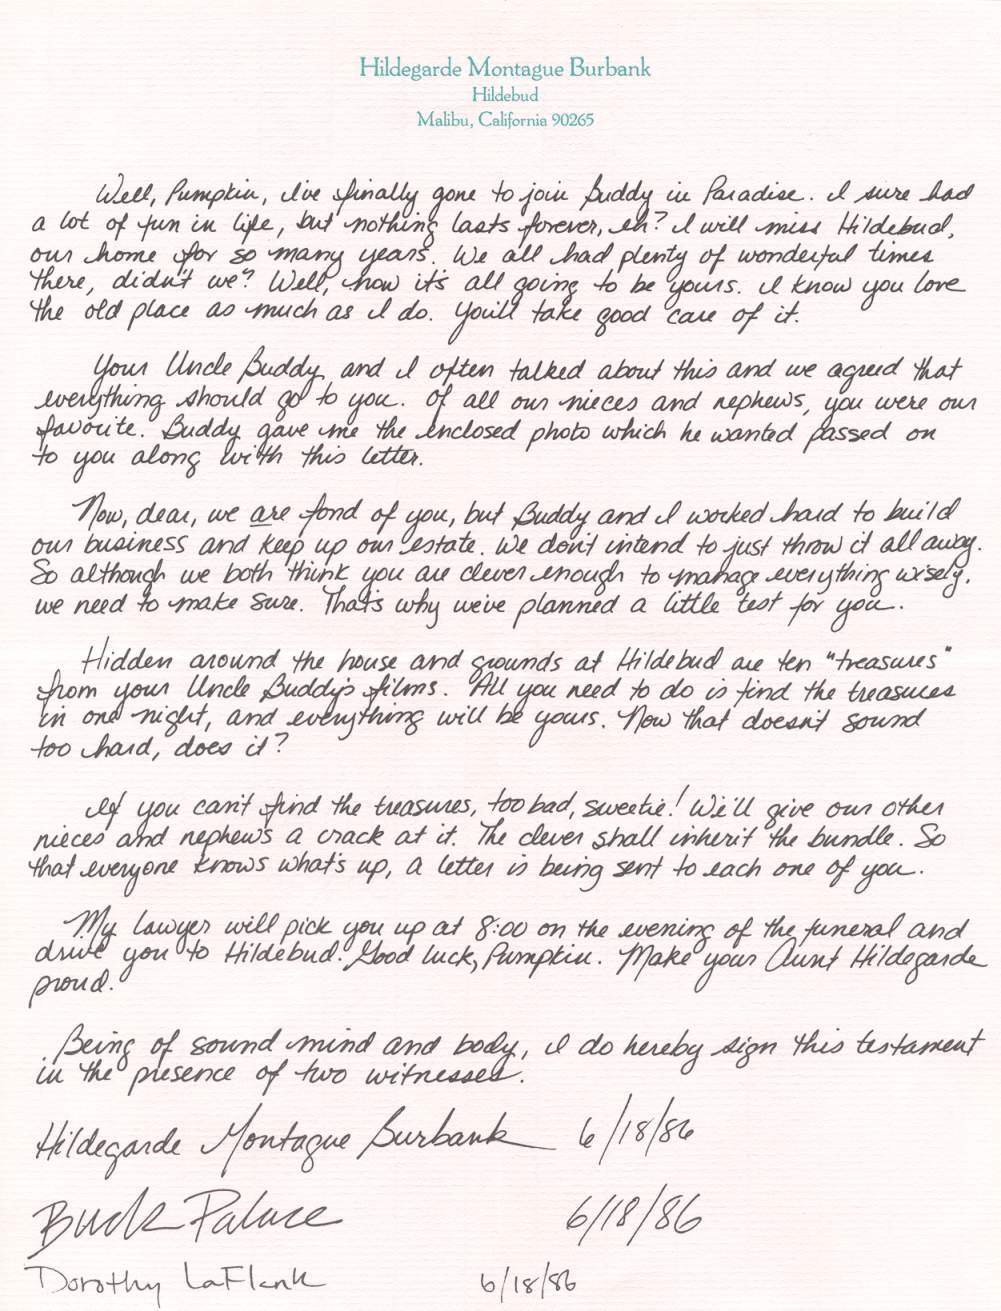 Hildegarde Montague Burbank
Hildebud
Malibu, California 90265
Well, Pumpkin, I've finally gone to join Buddy in Paradise. I sure had
a lot of fun in life, but nothing lasts forever, eh? I will miss Hildebud,
our home for so many years. We all had plenty of wonderful times
there, didn't we? Well, now it's all going to be yours. I know you love
the old place as much as I do. You'll take good care of it.
Your Uncle Buddy and I often talked about this and we agreed that
everything should go to you. Of all our nieces and nephews, you were our
favorite. Buddy gave me the enclosed photo which he wanted passed on
to you along with this letter.
Now, dear, we are fond of you, but Buddy and I worked hard to build
our business and keep up our estate. We don't intend to just throw it all away.
So although we both think you are clever enough to manage everything wisely,
we need to make sure. That's why we've planned a little test for you.
Hidden around the house and grounds at Hildebud are ten "treasures"
from your Uncle Buddy's films. All you need to do is find the treasures
in one night, and everything will be yours. Now that doesn't sound
too hard, does it?
If you can't find the treasures, too bad, sweetie! We'll give our other
nieces and nephews a crack at it. The clever shall inherit the bundle. So
that everyone knows what's up, a letter is being sent to each one of you.
My lawyer will pick you up at 8:00 on the evening of the funeral and
drive you to Hildebud. Good luck, Pumpkin. Make your Aunt Hildegarde
proud.
Being of sound mind and body, I do hereby sign this testament
in the presence of two witnesses.
Hildegarde Montague Burbank 6/18/86
Buck Palace 6/18/86
Dorothy LaFlank 6/18/86